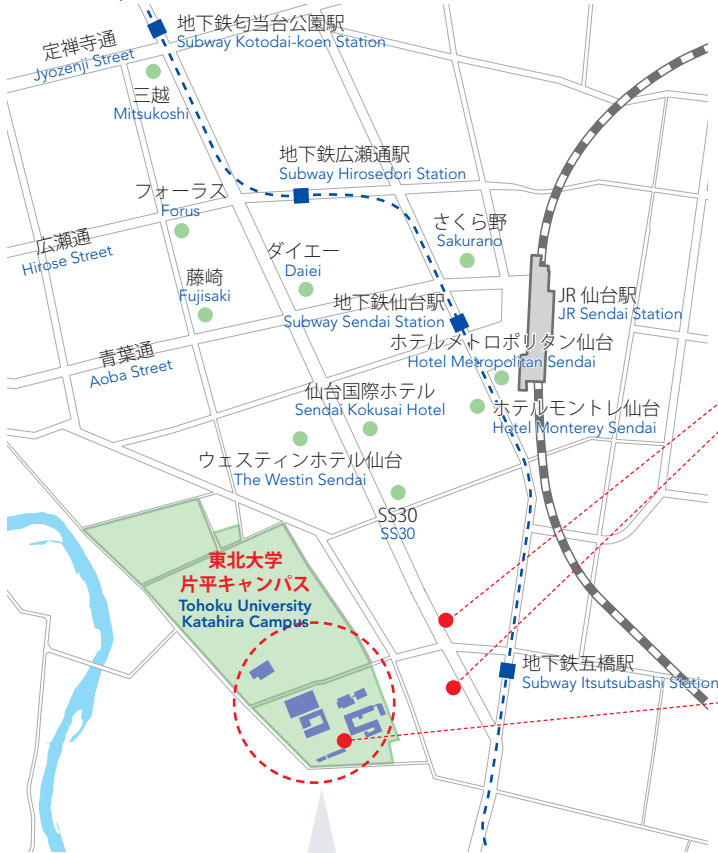 地下鉄匂当台公園駅
Subway Kotodai-koen Station
定禅寺通
Jyozenji Street
三越
Mitsukoshi
地下鉄広瀬通駅
Subway Hirosedori Station
フォーラス
Forus
さくら野
Sakurano
広瀬通
Hirose Street
ダイエー
Daiei
藤崎
Fujisaki
地下鉄仙台駅
Subway Sendai Station
JR 仙台駅
JR Sendai Station
ホテルメトロポリタン仙台
Hotel Metropolitan Sendai
青葉通
Aoba Street
仙台国際ホテル
Sendai Kokusai Hotel
ホテルモントレ仙台
Hotel Monterey Sendai
ウェスティンホテル仙台
The Westin Sendai
SS30
SS30
東北大学
片平キャンパス
Tohoku University
Katahira Campus
地下鉄五橋駅
Subway Itsutsubashi Station